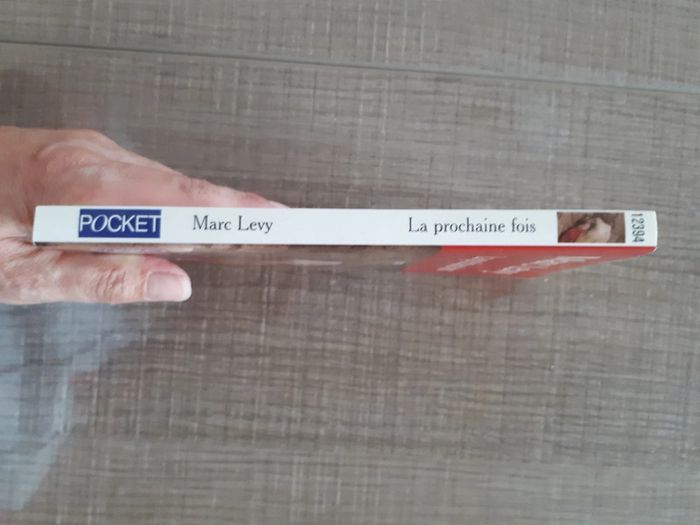 POCKET
Marc Levy
La prochaine fois
12394